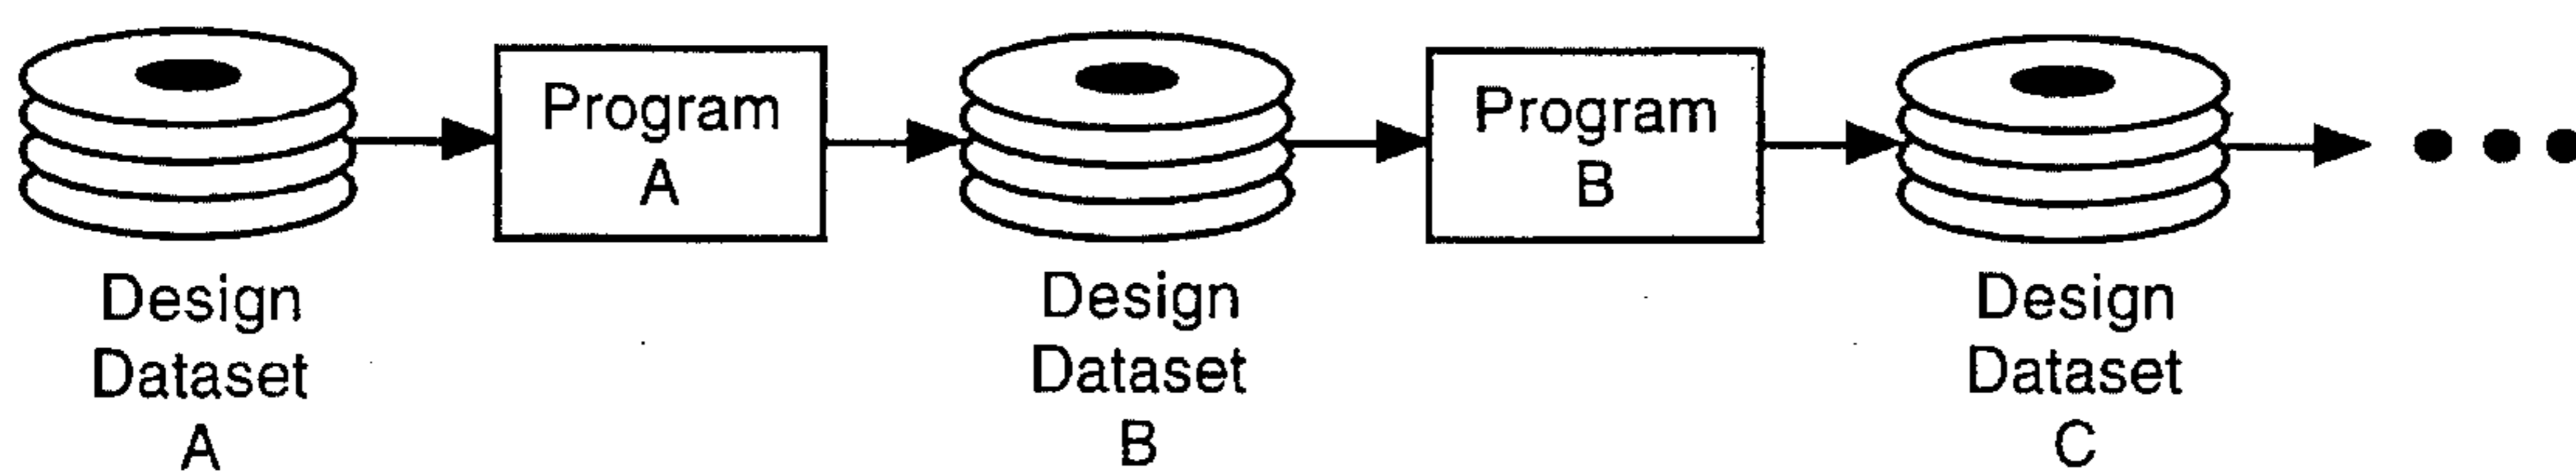 Program
A
Program
B
Design
Dataset
A
Design
Dataset
B
Design
Dataset
C